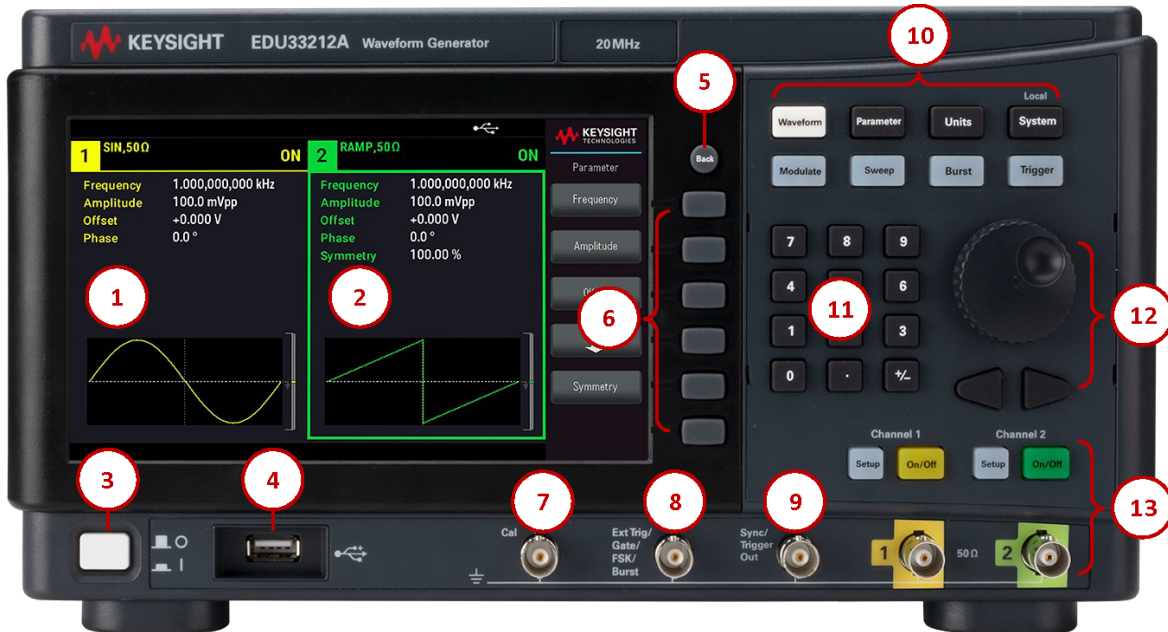 KEYSIGHT EDU33212A Waveform Generator 20 MHz
10
5
Local
Waveform Parameter Units System
Back
Modulate Sweep Burst Trigger
1 SIN,50Ω ON
Frequency 1.000,000,000 kHz
Amplitude 100.0 mVpp
Offset +0.000 V
Phase 0.0 °
1
2 RAMP,50Ω ON
Frequency 1.000,000,000 kHz
Amplitude 100.0 mVpp
Offset +0.000 V
Phase 0.0 °
Symmetry 100.00 %
2
KEYSIGHT
TECHNOLOGIES
Parameter
Frequency
Amplitude
Symmetry
6
7 8 9
4 6
11
1 3
0 . +/-
12
Channel 1 Channel 2
Setup On/Off Setup On/Off
13
3
4
7
8
9
Cal
Ext Trig/
Gate/
FSK/
Burst
Sync/
Trigger
Out
1 50Ω 2